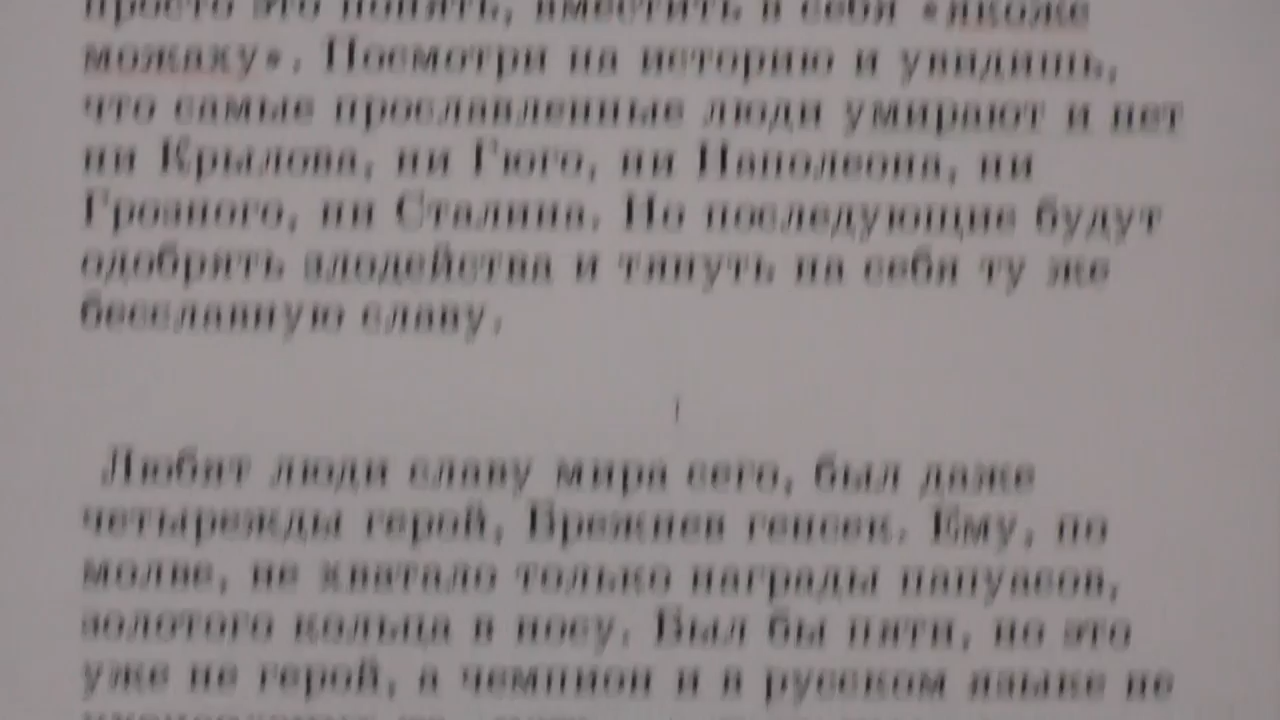 просто это понять, вместить в себя «якоже
можаху». Посмотри на историю и увидишь,
что самые прославленные люди умирают и нет
ни Крылова, ни Гюго, ни Наполеона, ни
Грозного, ни Сталина. Но последующие будут
одобрять злодейства и тянуть на себя ту же
бесславную славу.
Любят люди славу мира сего, был даже
четырежды герой, Брежнев генсек. Ему, по
молве, не хватало только награды папуасов,
золотого кольца в носу. Был бы пяти, но это
уже не герой, а чемпион и в русском языке не